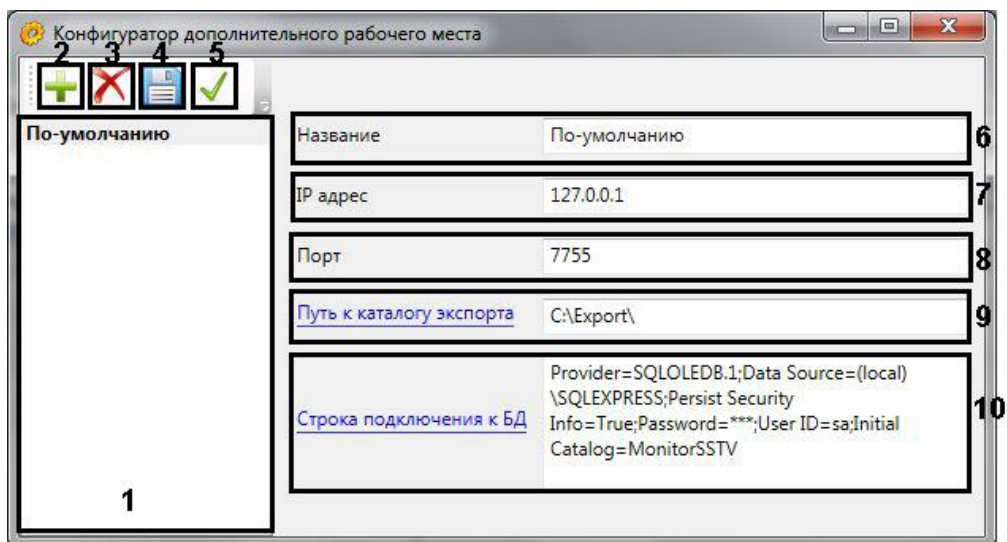 Конфигуратор дополнительного рабочего места
2 3 4 5
По-умолчанию
1
Название По-умолчанию 6
IP адрес 127.0.0.1 7
Порт 7755 8
Путь к каталогу экспорта C:\Export\ 9
Строка подключения к БД
Provider=SQLOLEDB.1;Data Source=(local)
\SQLEXPRESS;Persist Security
Info=True;Password=***;User ID=sa;Initial
Catalog=MonitorSSTV
10